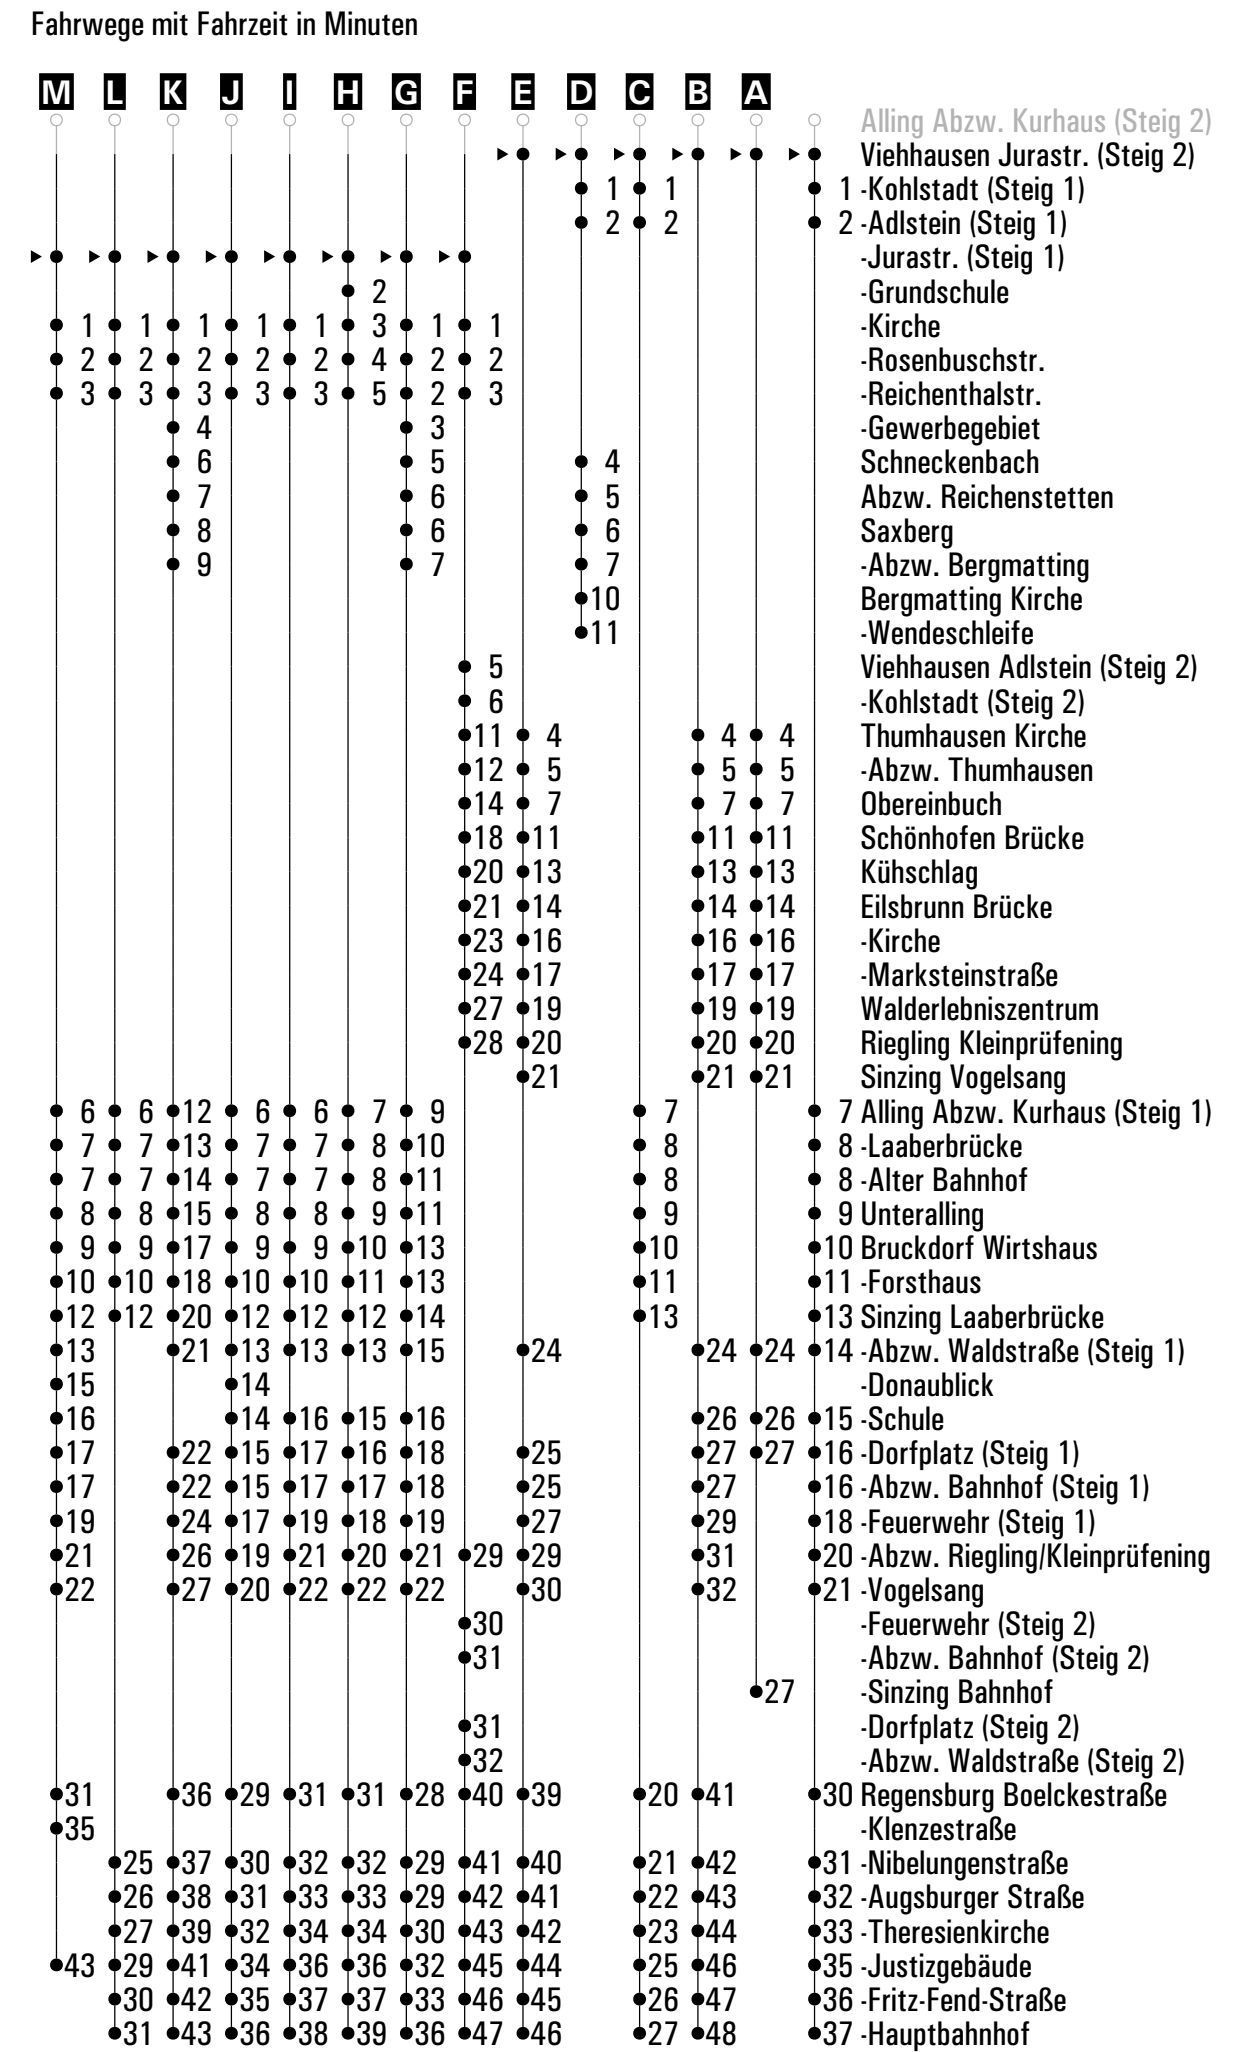 Fahrwege mit Fahrzeit in Minuten
M L K J I H G F E D C B A
Alling Abzw. Kurhaus (Steig 2)
Viehhausen Jurastr. (Steig 2)
1 1 1 -Kohlstadt (Steig 1)
2 2 2 -Adlstein (Steig 1)
-Jurastr. (Steig 1)
2 -Grundschule
1 1 1 1 1 3 1 1 -Kirche
2 2 2 2 2 4 2 2 -Rosenbuschstr.
3 3 3 3 3 5 2 3 -Reichenthalstr.
4 3 -Gewerbegebiet
6 5 4 Schneckenbach
7 6 5 Abzw. Reichenstetten
8 6 6 Saxberg
9 7 7 -Abzw. Bergmatting
10 Bergmatting Kirche
11 -Wendeschleife
5 Viehhausen Adlstein (Steig 2)
6 -Kohlstadt (Steig 2)
11 4 4 4 Thumhausen Kirche
12 5 5 5 -Abzw. Thumhausen
14 7 7 7 Obereinbuch
18 11 11 11 Schönhofen Brücke
20 13 13 13 Kühschlag
21 14 14 14 Eilsbrunn Brücke
23 16 16 16 -Kirche
24 17 17 17 -Marksteinstraße
27 19 19 19 Walderlebniszentrum
28 20 20 20 Riegling Kleinprüfening
21 21 21 Sinzing Vogelsang
6 6 12 6 6 7 9 7 7 Alling Abzw. Kurhaus (Steig 1)
7 7 13 7 7 8 10 8 8 -Laaberbrücke
7 7 14 7 7 8 11 8 8 -Alter Bahnhof
8 8 15 8 8 9 11 9 9 Unteralling
9 9 17 9 9 10 13 10 10 Bruckdorf Wirtshaus
10 10 18 10 10 11 13 11 11 -Forsthaus
12 12 20 12 12 12 14 13 13 Sinzing Laaberbrücke
13 21 13 13 13 15 24 24 24 14 -Abzw. Waldstraße (Steig 1)
15 14 -Donaublick
16 14 16 15 16 26 26 15 -Schule
17 22 15 17 16 18 25 27 27 16 -Dorfplatz (Steig 1)
17 22 15 17 17 18 25 27 16 -Abzw. Bahnhof (Steig 1)
19 24 17 19 18 19 27 29 18 -Feuerwehr (Steig 1)
21 26 19 21 20 21 29 29 31 20 -Abzw. Riegling/Kleinprüfening
22 27 20 22 22 22 30 32 21 -Vogelsang
30 -Feuerwehr (Steig 2)
31 -Abzw. Bahnhof (Steig 2)
27 -Sinzing Bahnhof
31 -Dorfplatz (Steig 2)
32 -Abzw. Waldstraße (Steig 2)
31 36 29 31 31 28 40 39 20 41 30 Regensburg Boelckestraße
35 -Klenzestraße
25 37 30 32 32 29 41 40 21 42 31 -Nibelungenstraße
26 38 31 33 33 29 42 41 22 43 32 -Augsburger Straße
27 39 32 34 34 30 43 42 23 44 33 -Theresienkirche
43 29 41 34 36 36 32 45 44 25 46 35 -Justizgebäude
30 42 35 37 37 33 46 45 26 47 36 -Fritz-Fend-Straße
31 43 36 38 39 36 47 46 27 48 37 -Hauptbahnhof